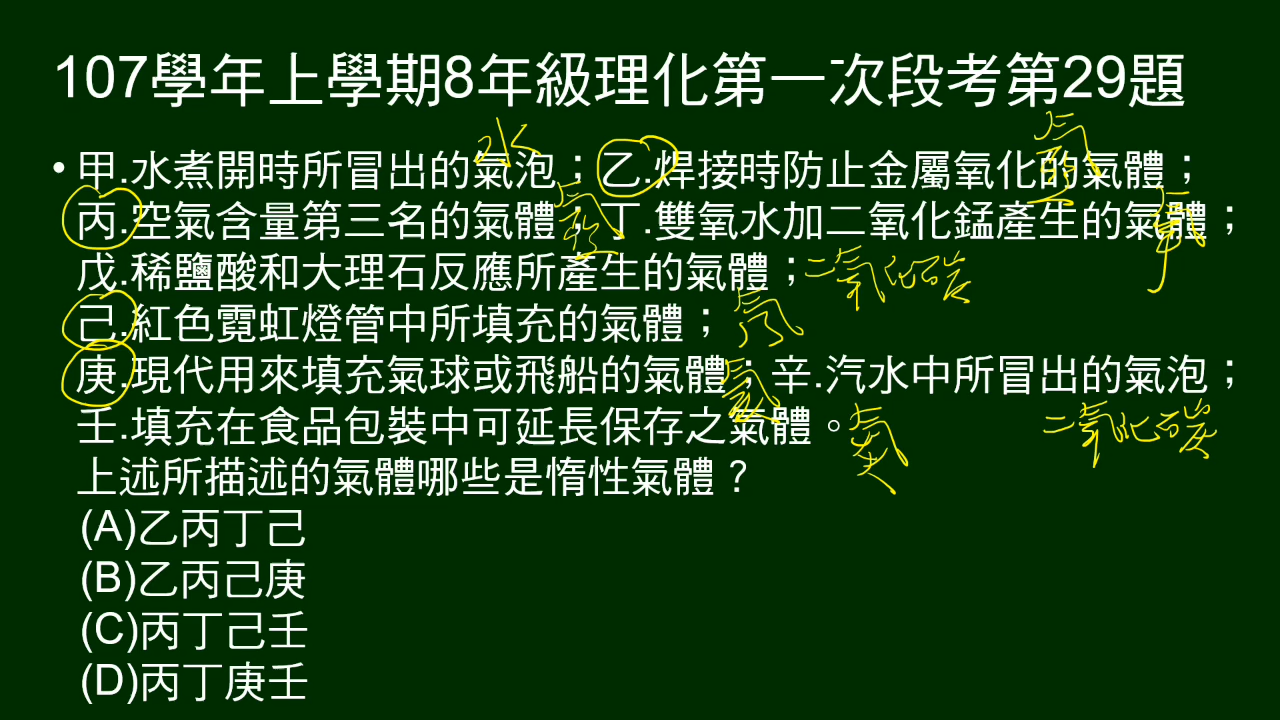 107學年上學期8年級理化第一次段考第29題
• 甲.水煮開時所冒出的氣泡；乙.焊接時防止金屬氧化的氣體；
水
氬
丙.空氣含量第三名的氣體；丁.雙氧水加二氧化錳產生的氣體；
氬
氧
戊.稀鹽酸和大理石反應所產生的氣體；
二氧化碳
己.紅色霓虹燈管中所填充的氣體；
氖
庚.現代用來填充氣球或飛船的氣體；辛.汽水中所冒出的氣泡；
氦
二氧化碳
壬.填充在食品包裝中可延長保存之氣體。
氮
上述所描述的氣體哪些是惰性氣體？
(A)乙丙丁己
(B)乙丙己庚
(C)丙丁己壬
(D)丙丁庚壬